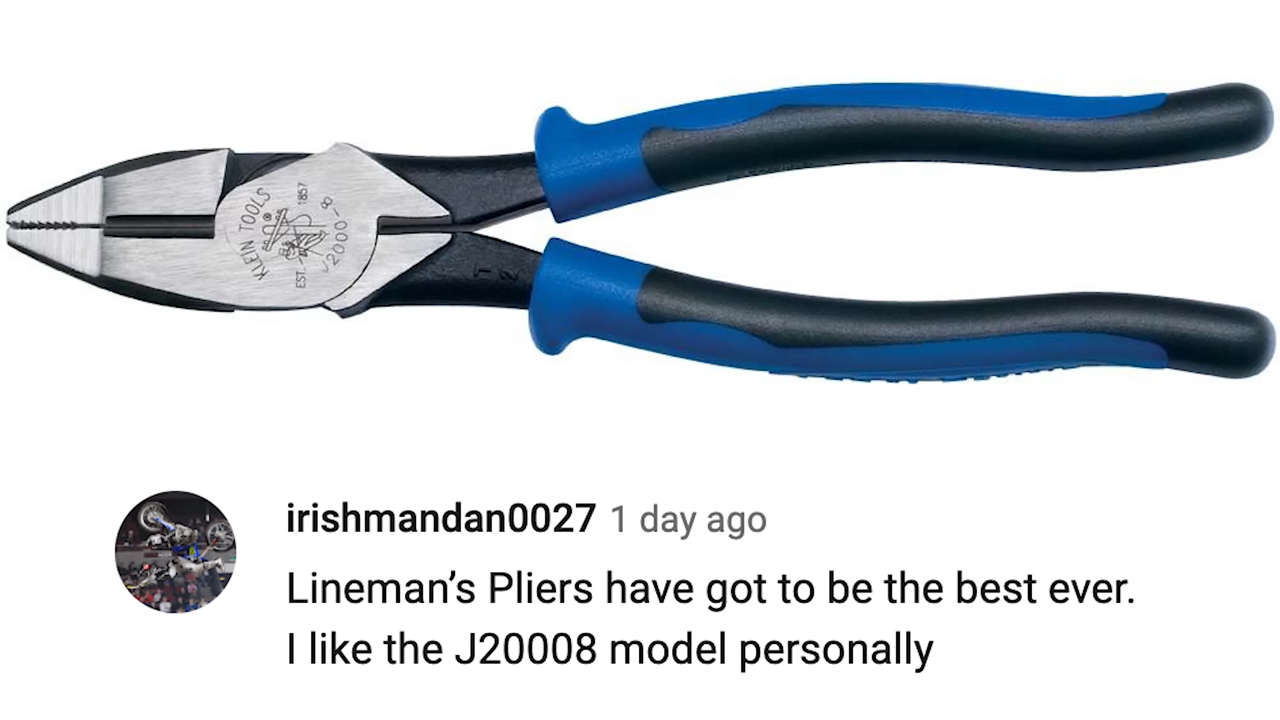 KLEIN TOOLS
EST. 1857
J2000-8
irishmandan0027 1 day ago
Lineman’s Pliers have got to be the best ever.
I like the J20008 model personally